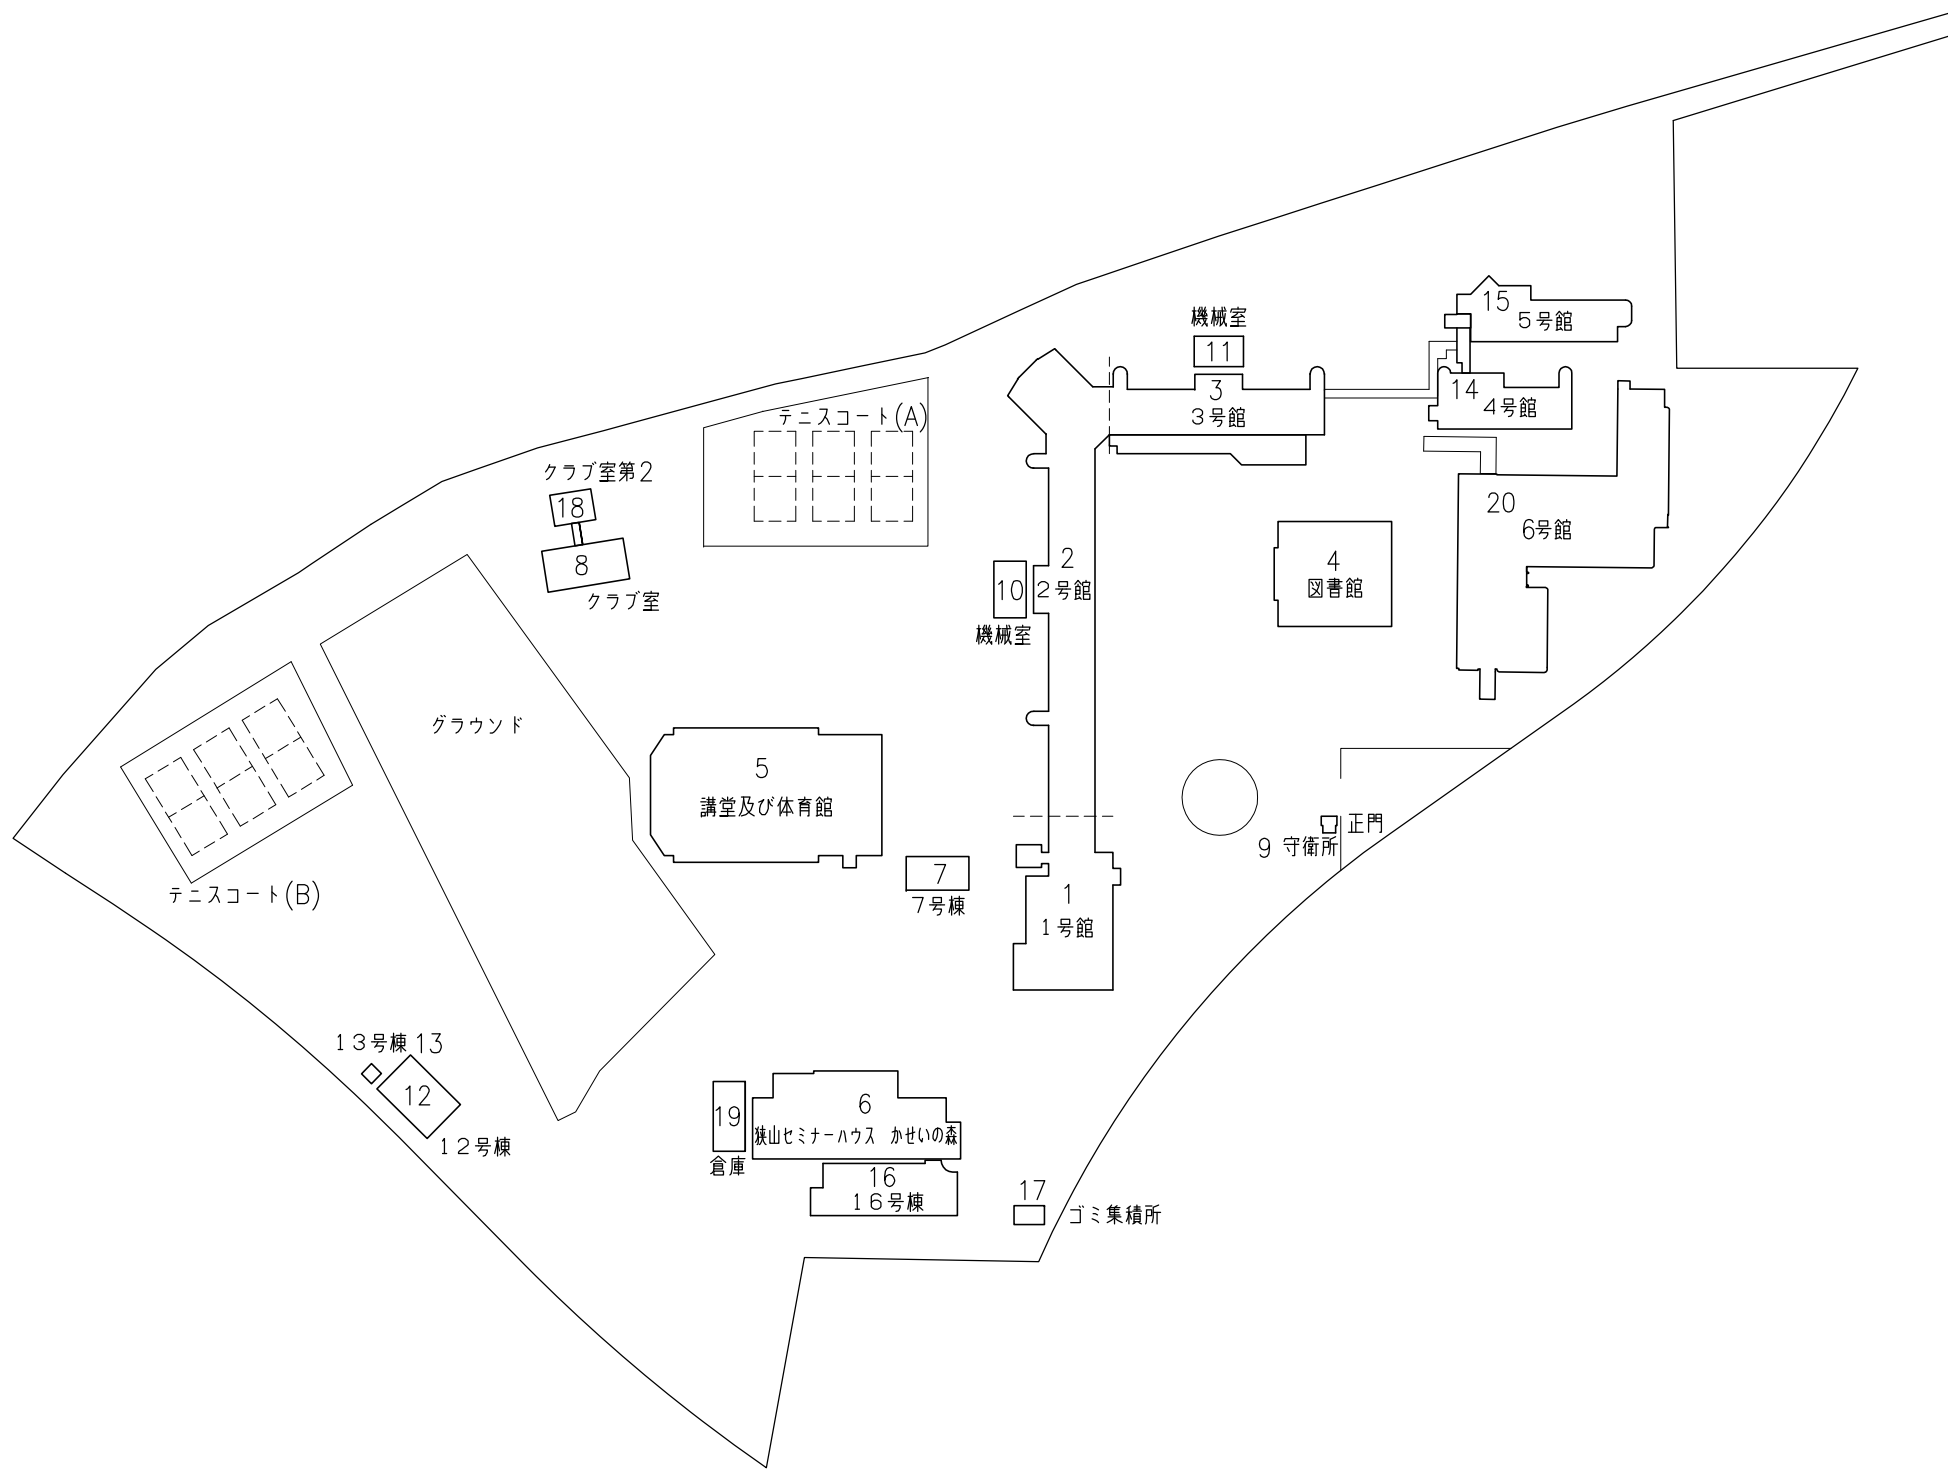 15
５号館
機械室
11
3
３号館
14
４号館
テニスコート(A)
クラブ室第2
18
8
クラブ室
20
6号館
2
２号館
10
機械室
4
図書館
グラウンド
5
講堂及び体育館
正門
9 守衛所
7
７号棟
1
１号館
テニスコート(B)
１３号棟 13
12
１２号棟
19
倉庫
6
狭山セミナーハウス　かせいの森
16
１６号棟
17
ゴミ集積所